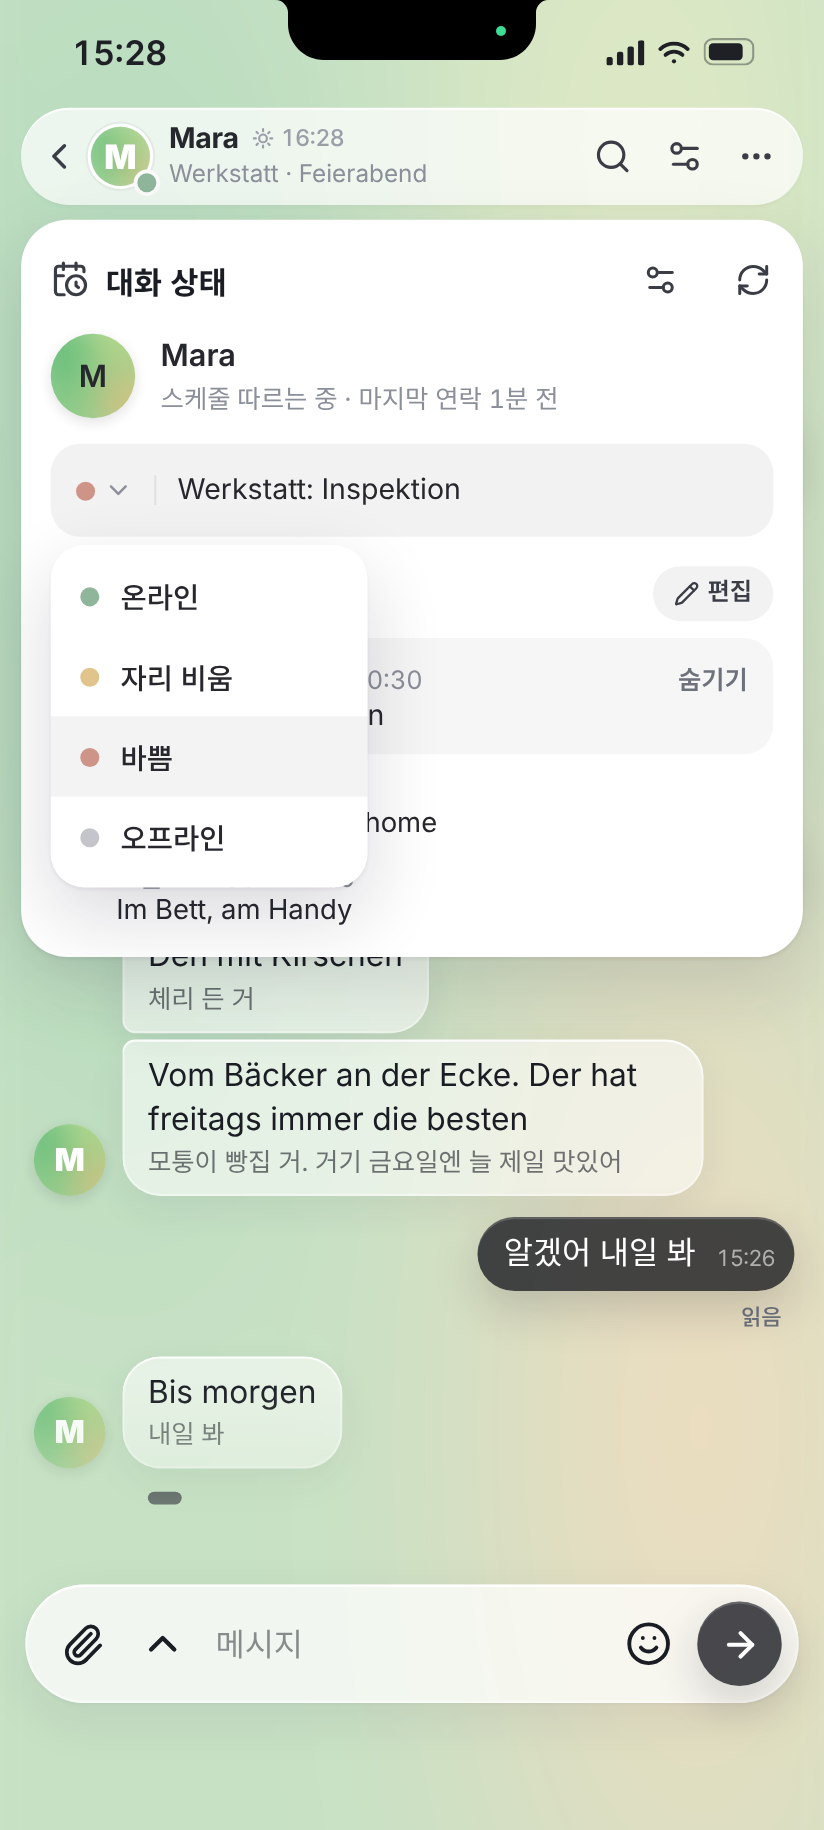 15:28
M
Mara 16:28
Werkstatt · Feierabend
대화 상태
M
Mara
스케줄 따르는 중 · 마지막 연락 1분 전
Werkstatt: Inspektion
온라인
자리 비움
바쁨
오프라인
편집
0:30
숨기기
n
home
Im Bett, am Handy
Den mit Kirschen
체리 든 거
Vom Bäcker an der Ecke. Der hat
freitags immer die besten
모퉁이 빵집 거. 거기 금요일엔 늘 제일 맛있어
M
알겠어 내일 봐 15:26
읽음
Bis morgen
내일 봐
M
메시지